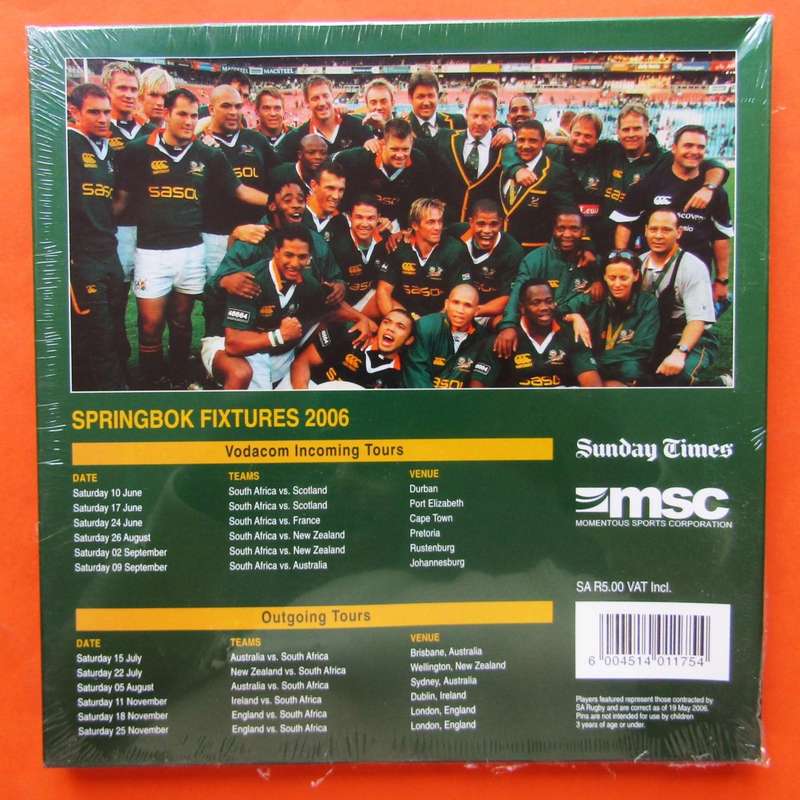 MACSTEEL
SASOL
SASOL
46664
SPRINGBOK FIXTURES 2006
Vodacom Incoming Tours
DATE TEAMS VENUE
Saturday 10 June South Africa vs. Scotland Durban
Saturday 17 June South Africa vs. Scotland Port Elizabeth
Saturday 24 June South Africa vs. France Cape Town
Saturday 26 August South Africa vs. New Zealand Pretoria
Saturday 02 September South Africa vs. New Zealand Rustenburg
Saturday 09 September South Africa vs. Australia Johannesburg
Outgoing Tours
DATE TEAMS VENUE
Saturday 15 July Australia vs. South Africa Brisbane, Australia
Saturday 22 July New Zealand vs. South Africa Wellington, New Zealand
Saturday 05 August Australia vs. South Africa Sydney, Australia
Saturday 11 November Ireland vs. South Africa Dublin, Ireland
Saturday 18 November England vs. South Africa London, England
Saturday 25 November England vs. South Africa London, England
Sunday Times
msc
MOMENTOUS SPORTS CORPORATION
SA R5.00 VAT Incl.
6 004514 011754
Players featured represent those contracted by
SA Rugby and are correct as of 19 May 2006.
Pins are not intended for use by children
3 years of age or under.